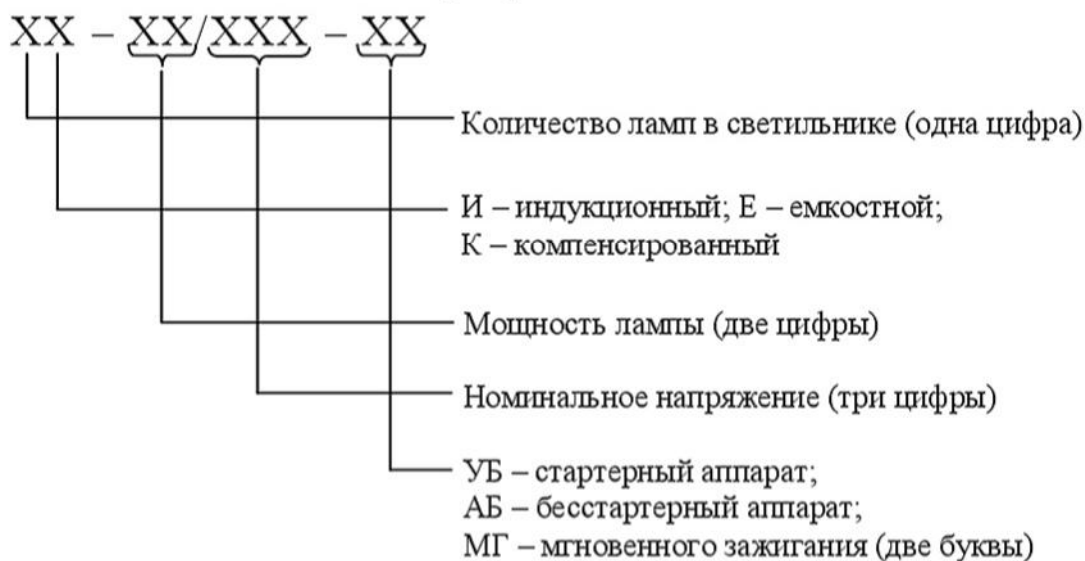 ХХ – ХХ/ХХХ – ХХ
Количество ламп в светильнике (одна цифра)
И – индукционный; Е – емкостной;
К – компенсированный
Мощность лампы (две цифры)
Номинальное напряжение (три цифры)
УБ – стартерный аппарат;
АБ – бесстартерный аппарат;
МГ – мгновенного зажигания (две буквы)